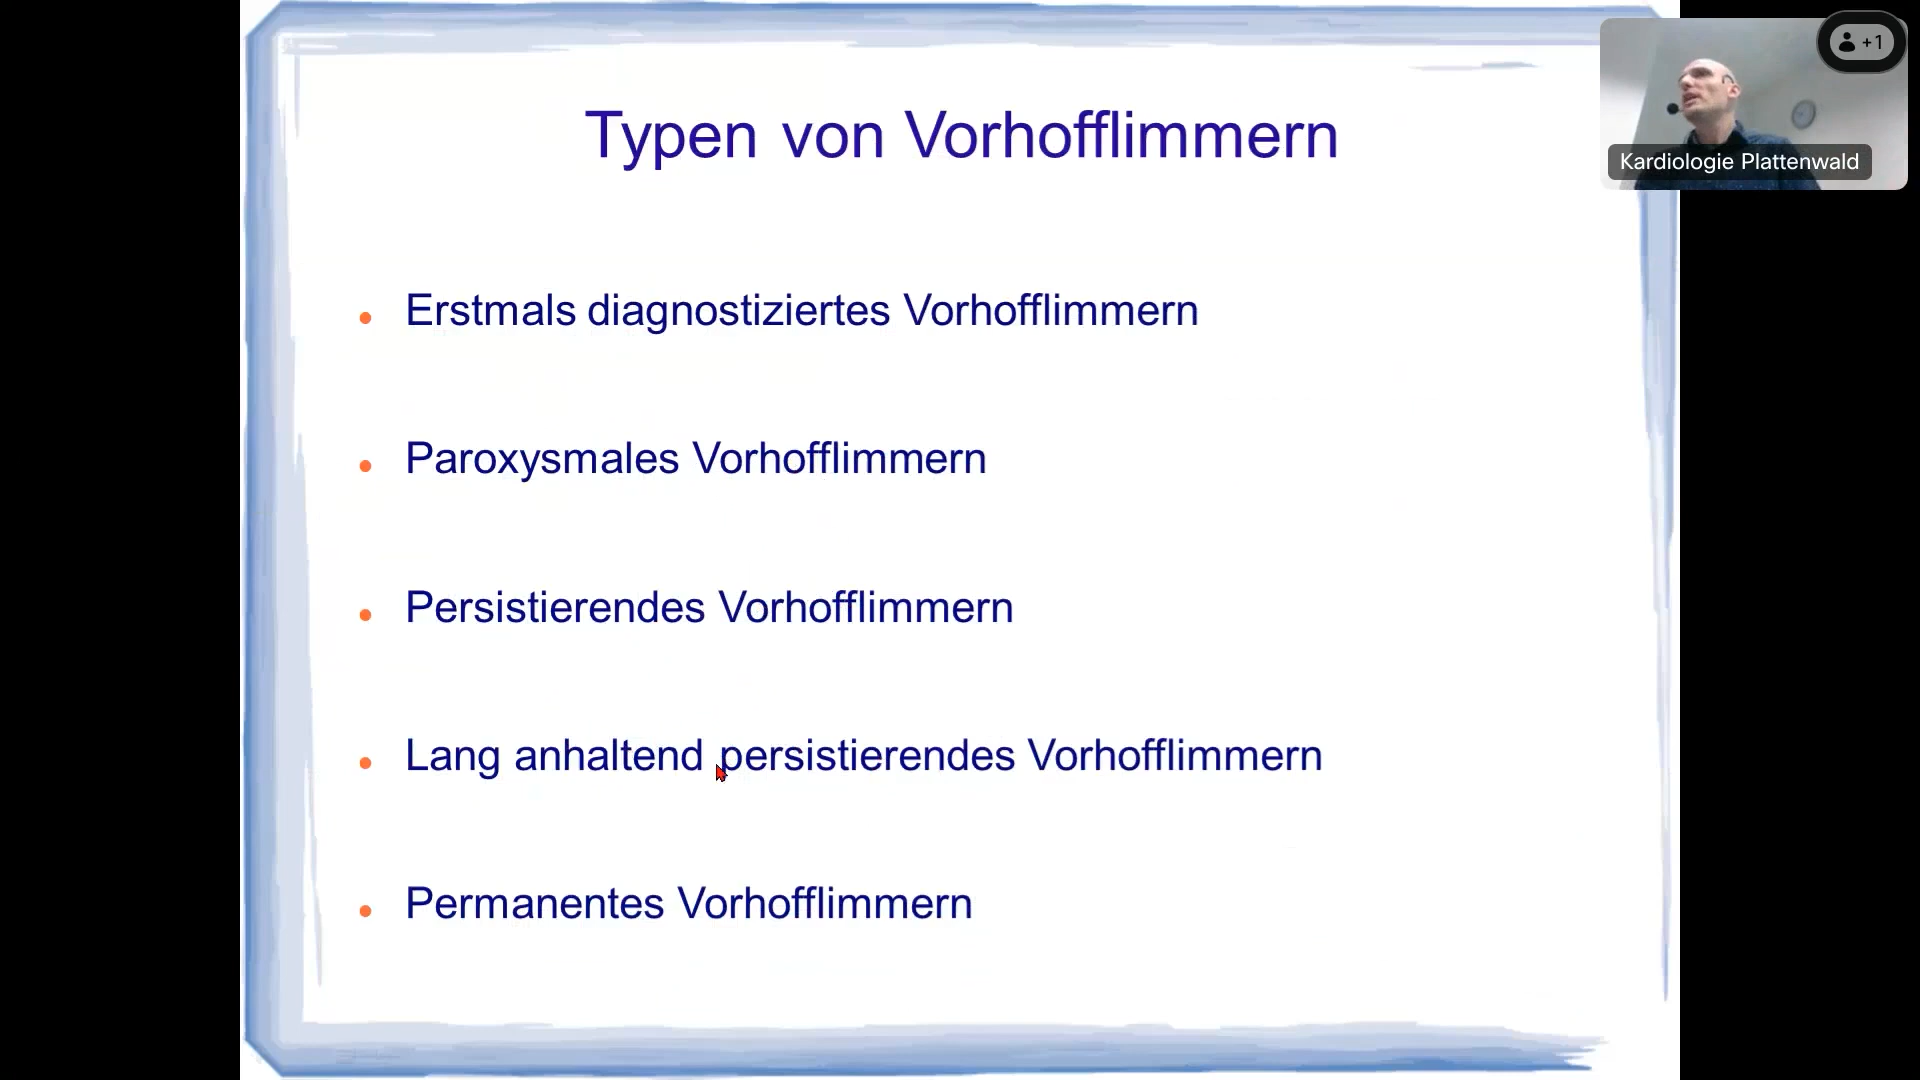 Typen von Vorhofflimmern
+1
Kardiologie Plattenwald
Erstmals diagnostiziertes Vorhofflimmern
Paroxysmales Vorhofflimmern
Persistierendes Vorhofflimmern
Lang anhaltend persistierendes Vorhofflimmern
Permanentes Vorhofflimmern